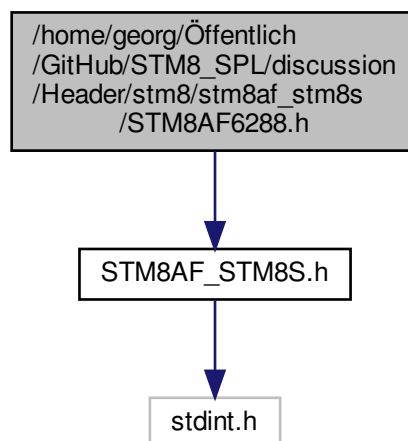 /home/georg/Öffentlich
/GitHub/STM8_SPL/discussion
/Header/stm8/stm8af_stm8s
/STM8AF6288.h
STM8AF_STM8S.h
stdint.h